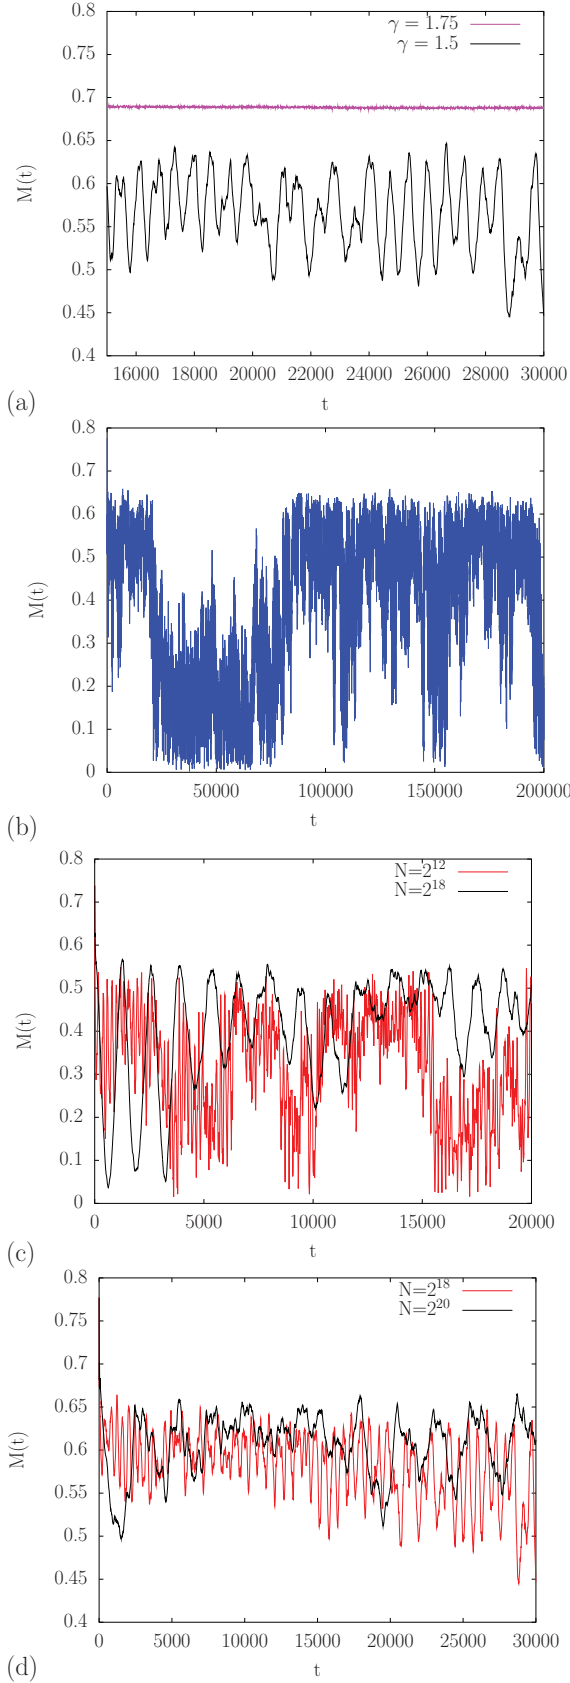 0.8
γ = 1.75
γ = 1.5
0.75
0.7
0.65
0.6
0.55
0.5
0.45
0.4
M(t)
16000 18000 20000 22000 24000 26000 28000 30000
t
(a)
0.8
0.7
0.6
0.5
0.4
0.3
0.2
0.1
0
M(t)
0 50000 100000 150000 200000
t
(b)
0.8
N=2^12
N=2^18
0.7
0.6
0.5
0.4
0.3
0.2
0.1
0
M(t)
0 5000 10000 15000 20000
t
(c)
0.8
N=2^18
N=2^20
0.75
0.7
0.65
0.6
0.55
0.5
0.45
0.4
M(t)
0 5000 10000 15000 20000 25000 30000
t
(d)